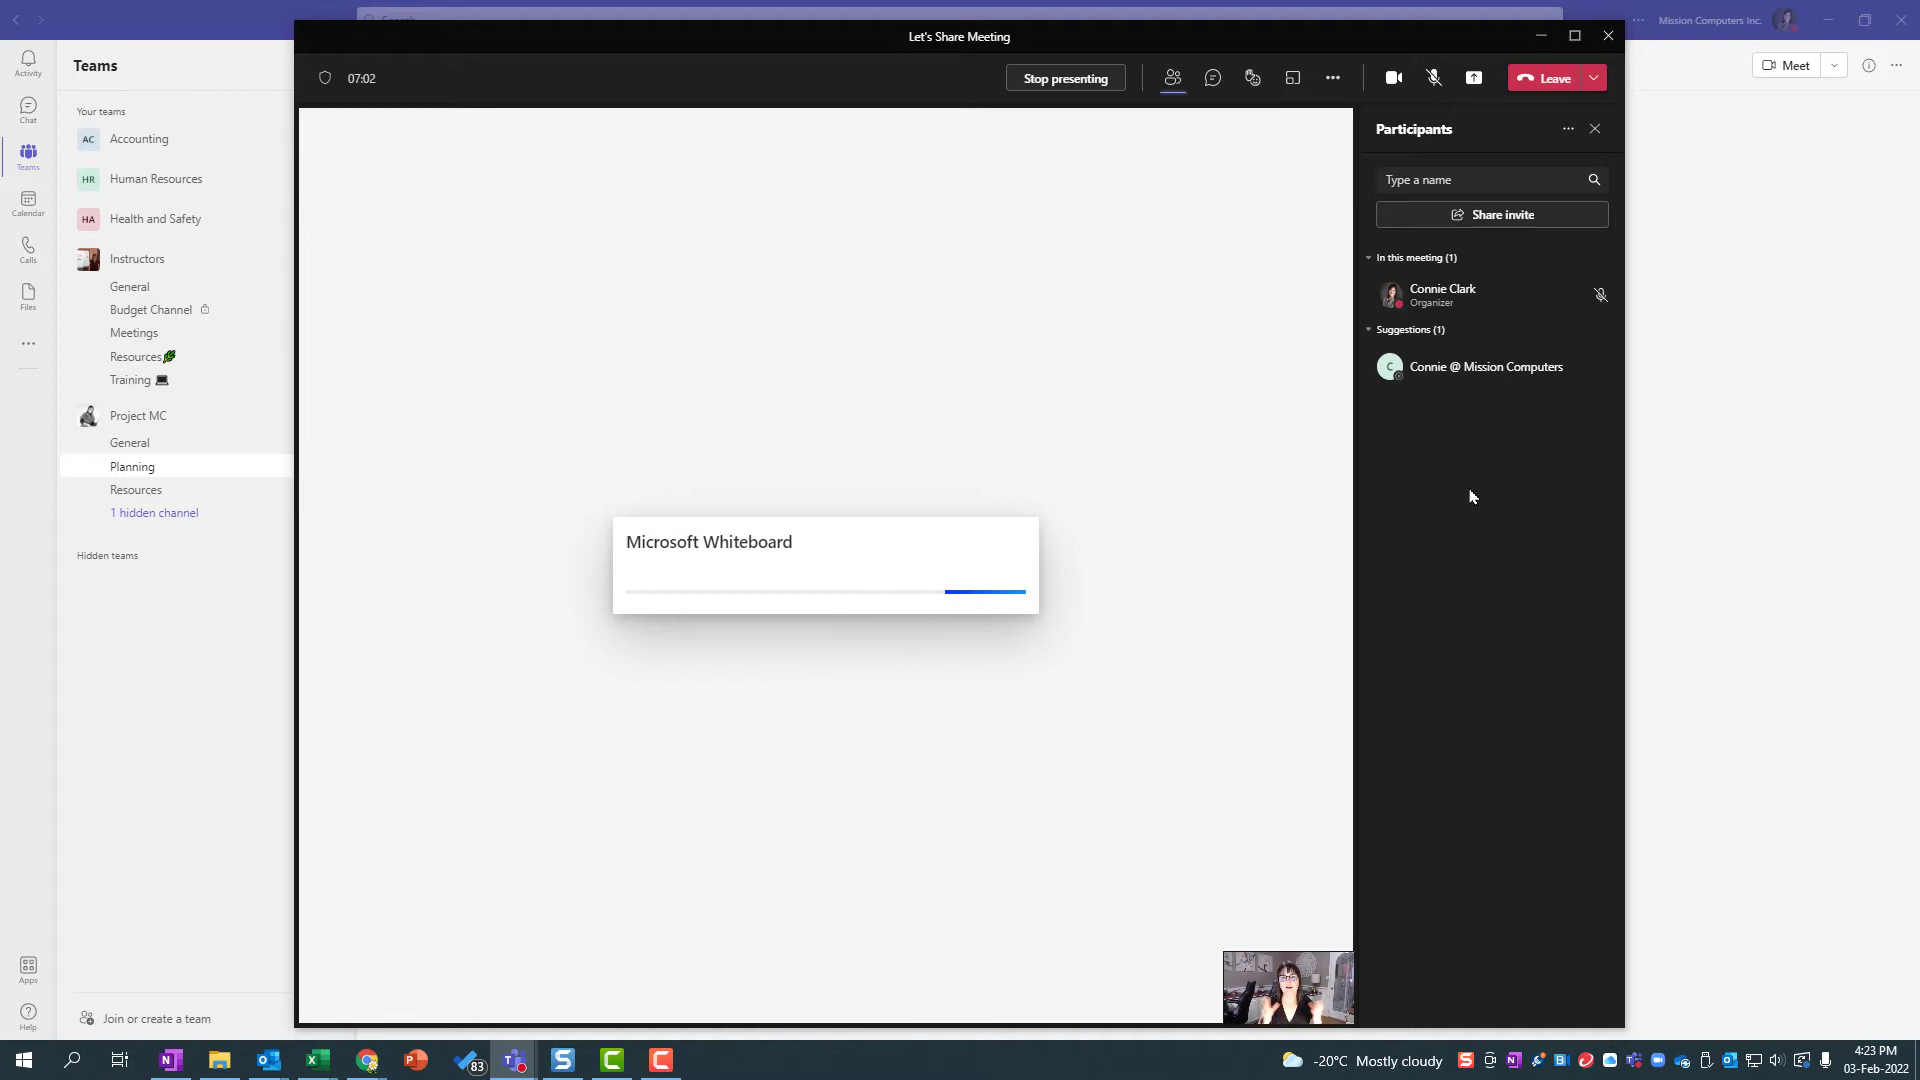 Search
Mission Computers Inc.
Let's Share Meeting
Activity
Chat
Teams
Calendar
Calls
Files
Apps
Help
Teams
Your teams
AC Accounting
HR Human Resources
HA Health and Safety
Instructors
General
Budget Channel
Meetings
Resources
Training
Project MC
General
Planning
Resources
1 hidden channel
Hidden teams
Join or create a team
07:02
Stop presenting
Leave
Meet
Microsoft Whiteboard
Participants
Type a name
Share invite
In this meeting (1)
Connie Clark
Organizer
Suggestions (1)
C Connie @ Mission Computers
83
-20°C Mostly cloudy
4:23 PM
03-Feb-2022